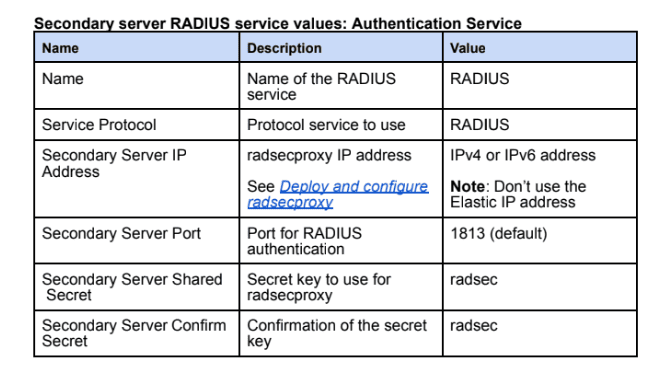 Secondary server RADIUS service values: Authentication Service
Name Description Value
Name Name of the RADIUS RADIUS
service
Service Protocol Protocol service to use RADIUS
Secondary Server IP radsecproxy IP address IPv4 or IPv6 address
Address
See Deploy and configure Note: Don't use the
radsecproxy Elastic IP address
Secondary Server Port Port for RADIUS 1813 (default)
authentication
Secondary Server Shared Secret key to use for radsec
Secret radsecproxy
Secondary Server Confirm Confirmation of the secret radsec
Secret key